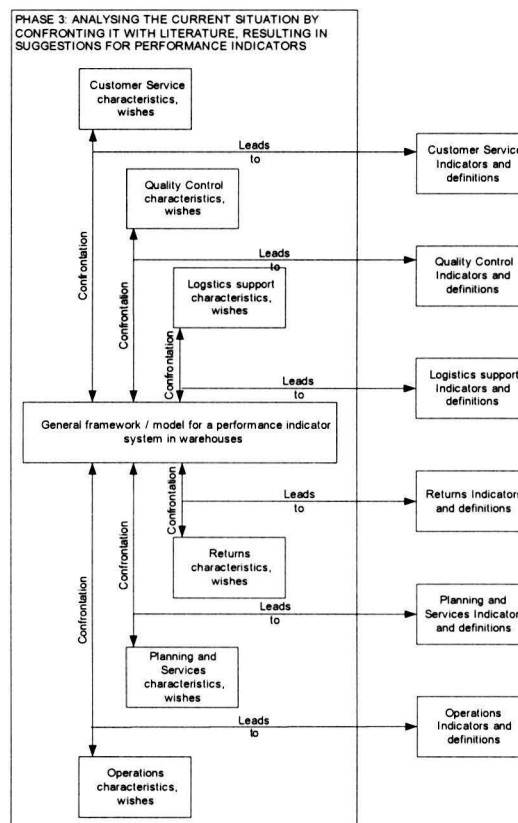 PHASE 3: ANALYSING THE CURRENT SITUATION BY
CONFRONTING IT WITH LITERATURE, RESULTING IN
SUGGESTIONS FOR PERFORMANCE INDICATORS
Customer Service
characteristics,
wishes
Leads
to
Customer Service
Indicators and
definitions
Confrontation
Quality Control
characteristics,
wishes
Leads
to
Quality Control
Indicators and
definitions
Confrontation
Logstics support
characteristics,
wishes
Confrontation
Leads
to
Logistics support
Indicators and
definitions
General framework / model for a performance indicator
system in warehouses
Confrontation
Leads
to
Returns Indicators
and definitions
Returns
characteristics,
wishes
Confrontation
Leads
to
Planning and
Services Indicator
and definitions
Planning and
Services
characteristics,
wishes
Confrontation
Leads
to
Operations
Indicators and
definitions
Operations
characteristics,
wishes